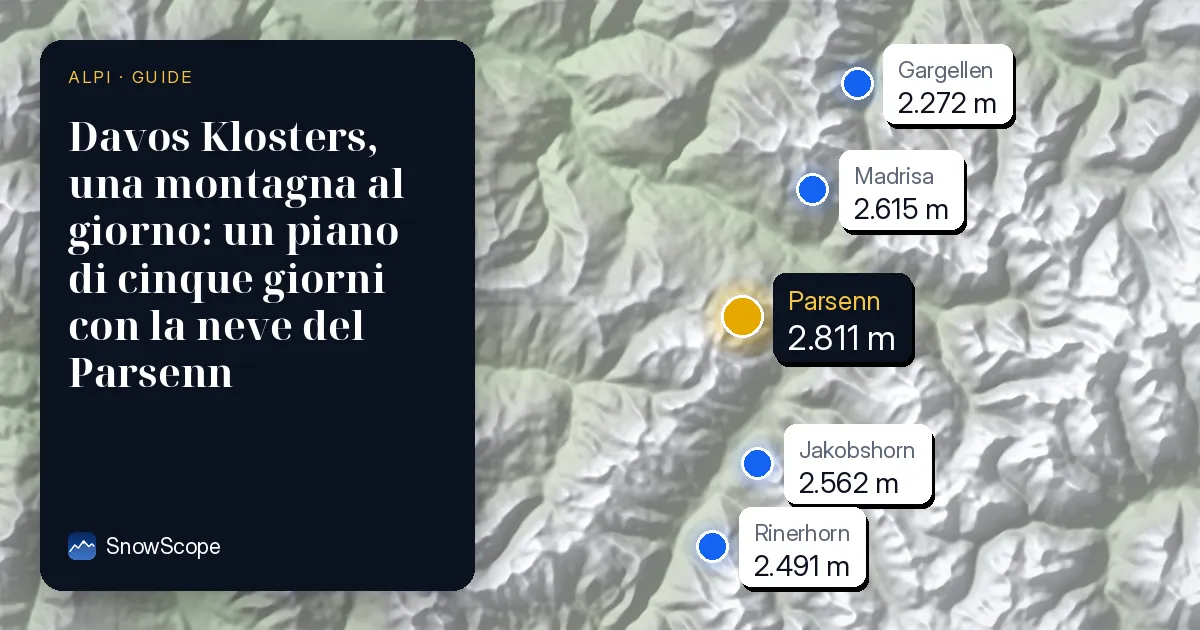 ALPI · GUIDE
Davos Klosters,
una montagna al
giorno: un piano
di cinque giorni
con la neve del
Parsenn
SnowScope
Gargellen
2.272 m
Madrisa
2.615 m
Parsenn
2.811 m
Jakobshorn
2.562 m
Rinerhorn
2.491 m